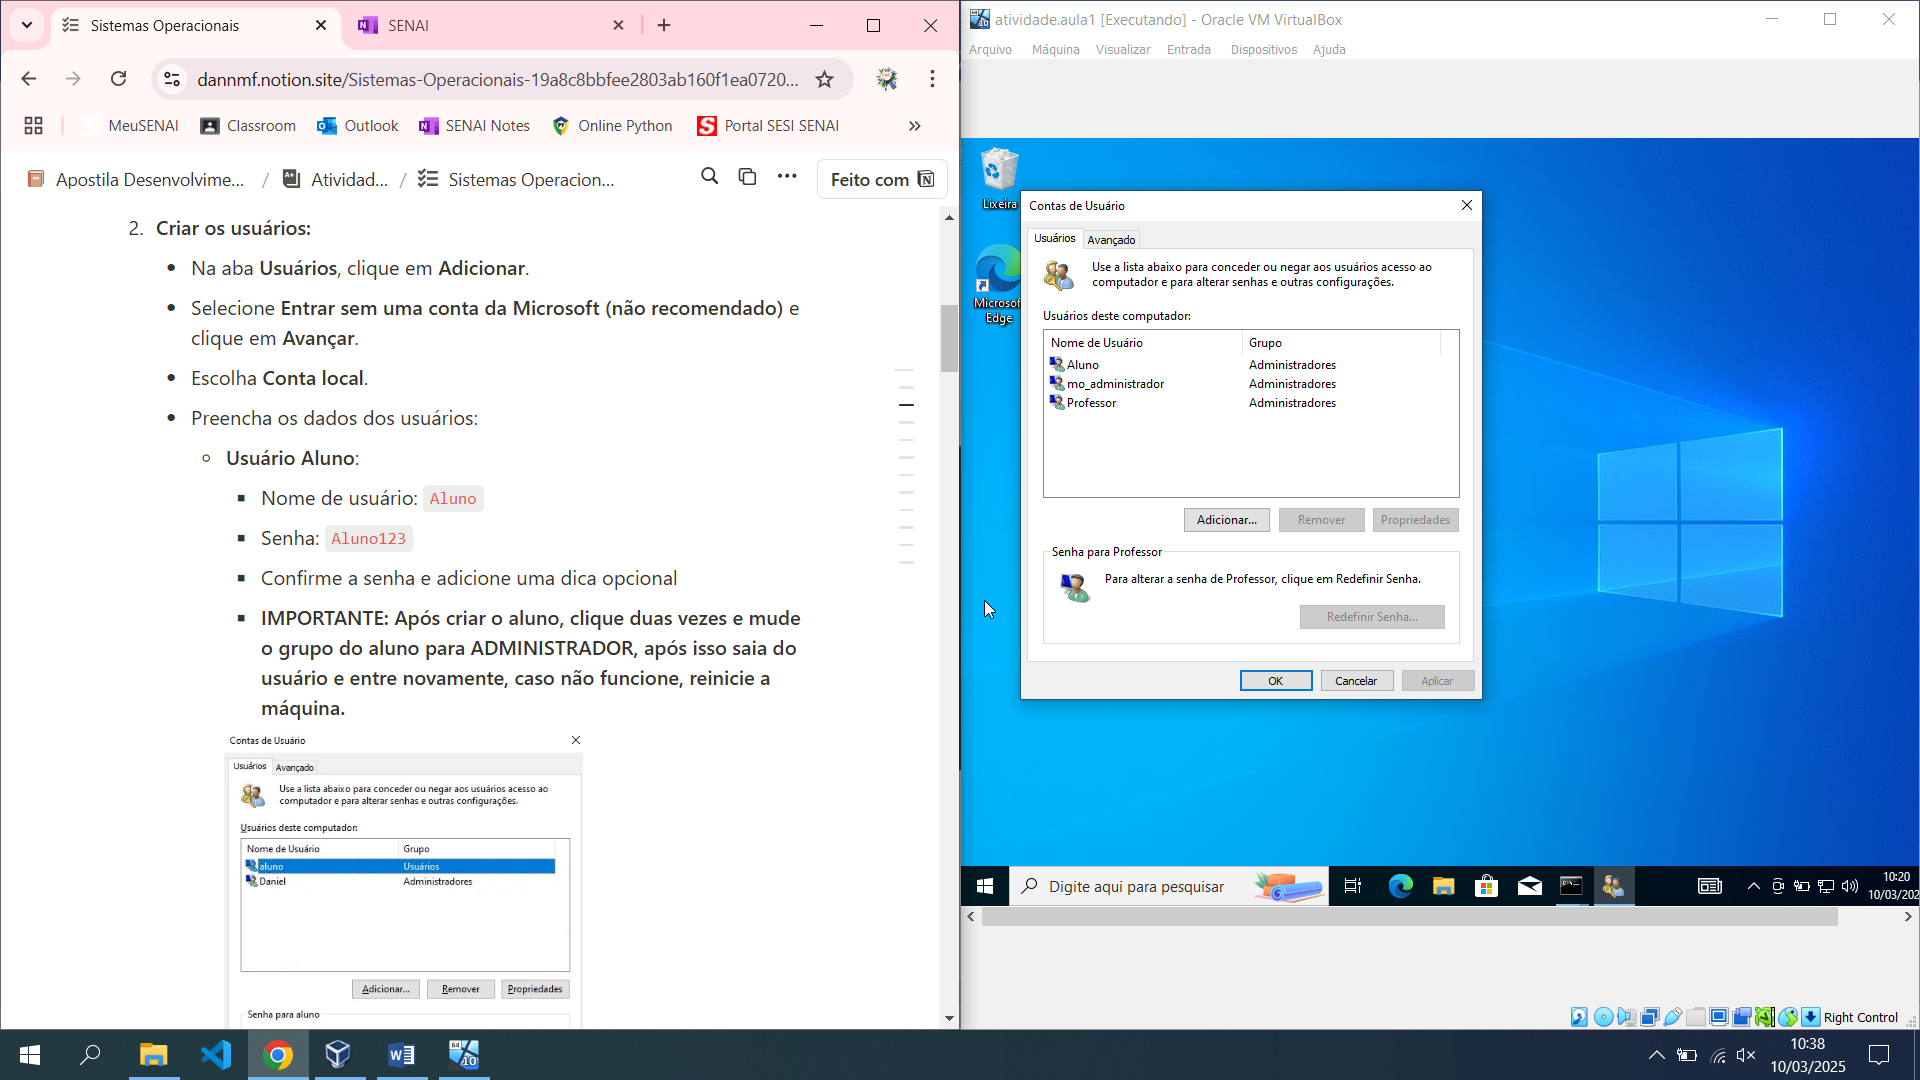 Sistemas Operacionais
SENAI
dannmf.notion.site/Sistemas-Operacionais-19a8c8bbfee2803ab160f1ea0720...
MeuSENAI
Classroom
Outlook
SENAI Notes
Online Python
Portal SESI SENAI
Apostila Desenvolvime... / Atividad... / Sistemas Operacion...
Feito com
2. Criar os usuários:
• Na aba Usuários, clique em Adicionar.
• Selecione Entrar sem uma conta da Microsoft (não recomendado) e
clique em Avançar.
• Escolha Conta local.
• Preencha os dados dos usuários:
Usuário Aluno:
Nome de usuário: Aluno
Senha: Aluno123
Confirme a senha e adicione uma dica opcional
IMPORTANTE: Após criar o aluno, clique duas vezes e mude
o grupo do aluno para ADMINISTRADOR, após isso saia do
usuário e entre novamente, caso não funcione, reinicie a
máquina.
Contas de Usuário
Usuários
Avançado
Use a lista abaixo para conceder ou negar aos usuários acesso ao
computador e para alterar senhas e outras configurações.
Usuários deste computador:
Nome de Usuário Grupo
aluno Usuários
Daniel Administradores
Adicionar...
Remover
Propriedades
Senha para aluno
atividade.aula1 [Executando] - Oracle VM VirtualBox
Arquivo Máquina Visualizar Entrada Dispositivos Ajuda
Lixeira
Microsof
Edge
Contas de Usuário
Usuários
Avançado
Use a lista abaixo para conceder ou negar aos usuários acesso ao
computador e para alterar senhas e outras configurações.
Usuários deste computador:
Nome de Usuário Grupo
Aluno Administradores
mo_administrador Administradores
Professor Administradores
Adicionar...
Remover
Propriedades
Senha para Professor
Para alterar a senha de Professor, clique em Redefinir Senha.
Redefinir Senha...
OK
Cancelar
Aplicar
Digite aqui para pesquisar
10:20
10/03/202
Right Control
10:38
10/03/2025